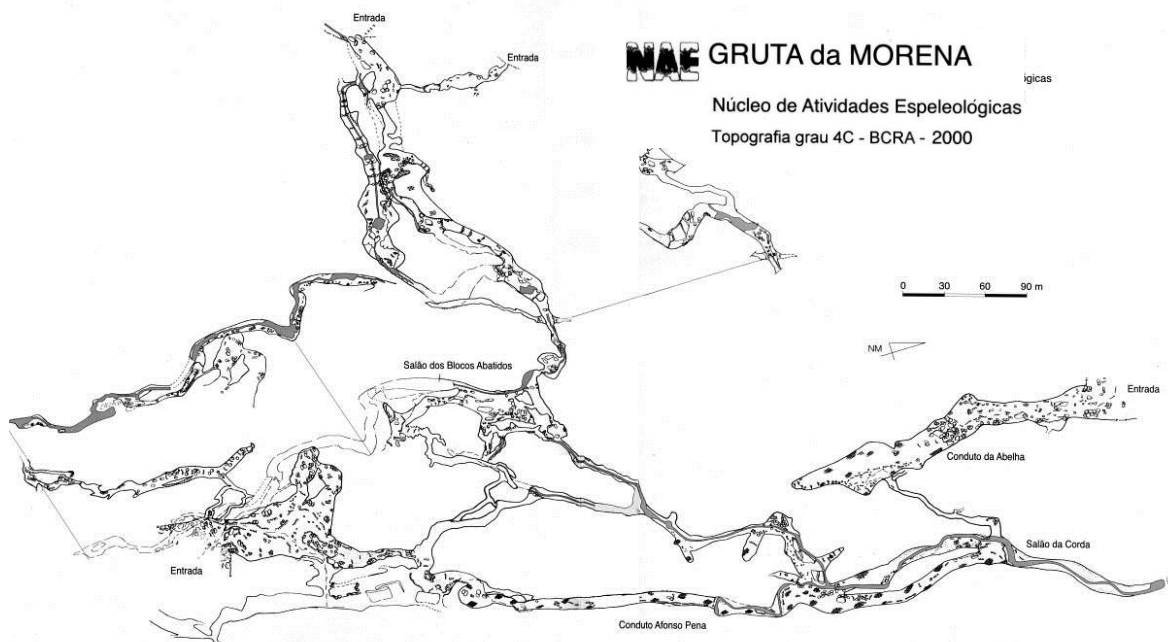 Entrada
Entrada
NAE GRUTA da MORENA
ógicas
Núcleo de Atividades Espeleológicas
Topografia grau 4C - BCRA - 2000
0 30 60 90 m
NM
Salão dos Blocos Abatidos
Entrada
Conduto da Abelha
Salão da Corda
Entrada
Conduto Afonso Pena